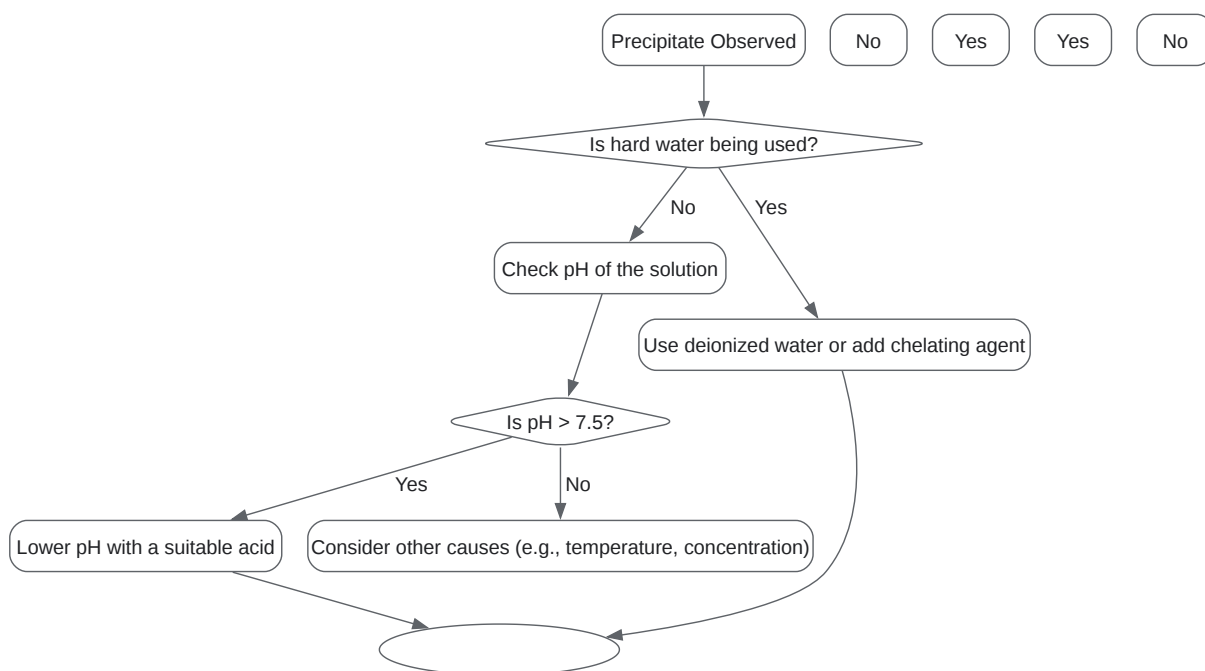 Precipitate Observed
No
Yes
Yes
No
Is hard water being used?
No
Yes
Check pH of the solution
Use deionized water or add chelating agent
Is pH > 7.5?
Yes
No
Lower pH with a suitable acid
Consider other causes (e.g., temperature, concentration)